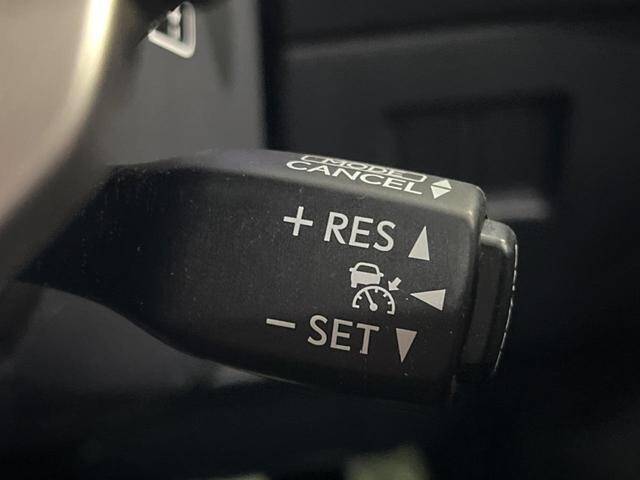 MODE
CANCEL
+ RES
− SET